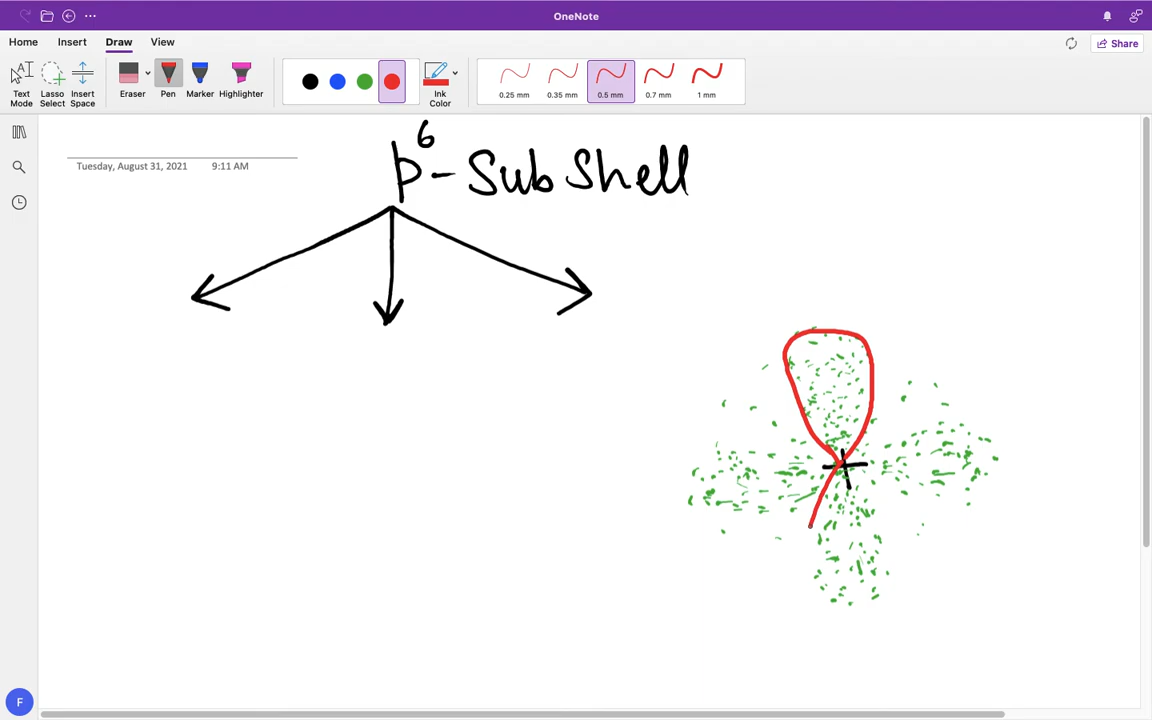 OneNote
Home Insert Draw View
Share
Text Mode Lasso Select Insert Space Eraser Pen Marker Highlighter Ink Color 0.25 mm 0.35 mm 0.5 mm 0.7 mm 1 mm
Tuesday, August 31, 2021 9:11 AM
p⁶-SubShell
F